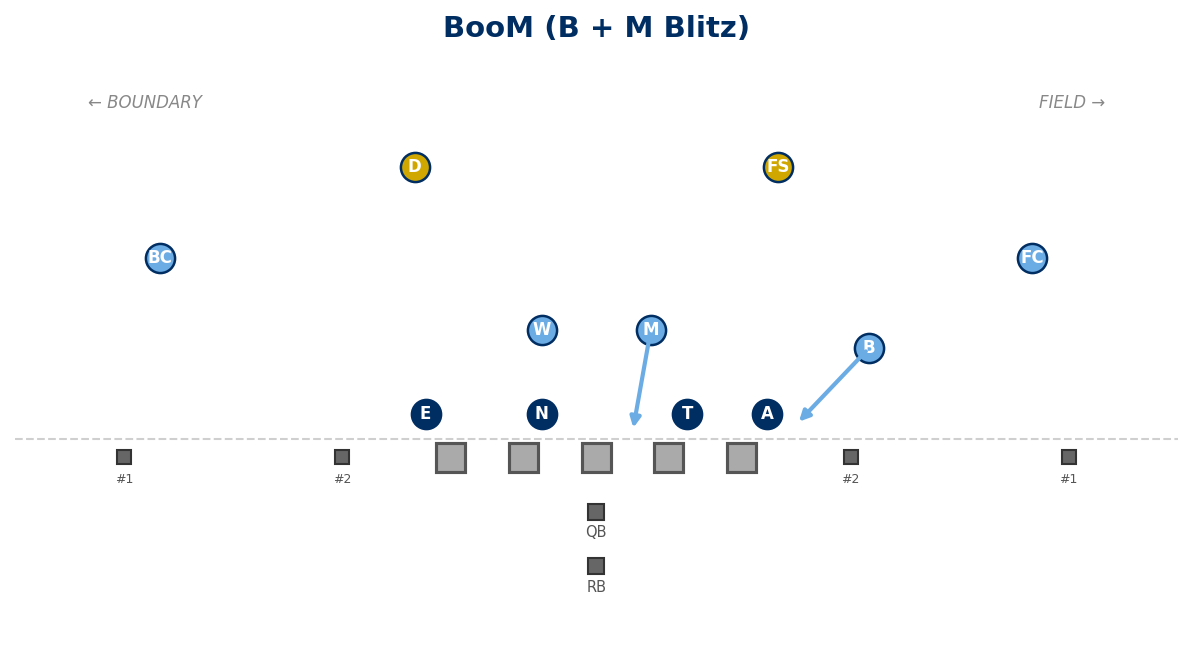 BooM (B + M Blitz)
← BOUNDARY
FIELD →
D
FS
BC
FC
W
M
B
E
N
T
A
#1
#2
#2
#1
QB
RB